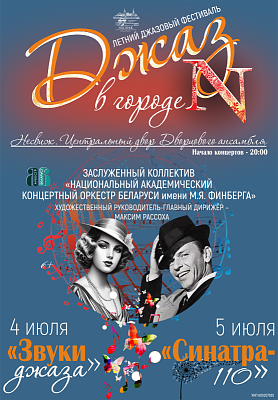 ЛЕТНИЙ ДЖАЗОВЫЙ ФЕСТИВАЛЬ
Джаз
в городе N
Несвиж. Центральный двор Дворцового ансамбля
Начало концертов - 20:00
ЗАСЛУЖЕННЫЙ КОЛЛЕКТИВ
«НАЦИОНАЛЬНЫЙ АКАДЕМИЧЕСКИЙ
КОНЦЕРТНЫЙ ОРКЕСТР БЕЛАРУСИ имени М.Я. ФИНБЕРГА»
ХУДОЖЕСТВЕННЫЙ РУКОВОДИТЕЛЬ-ГЛАВНЫЙ ДИРИЖЁР -
МАКСИМ РАССОХА
6+
4 июля
«Звуки
джаза»
5 июля
«Синатра-
110»